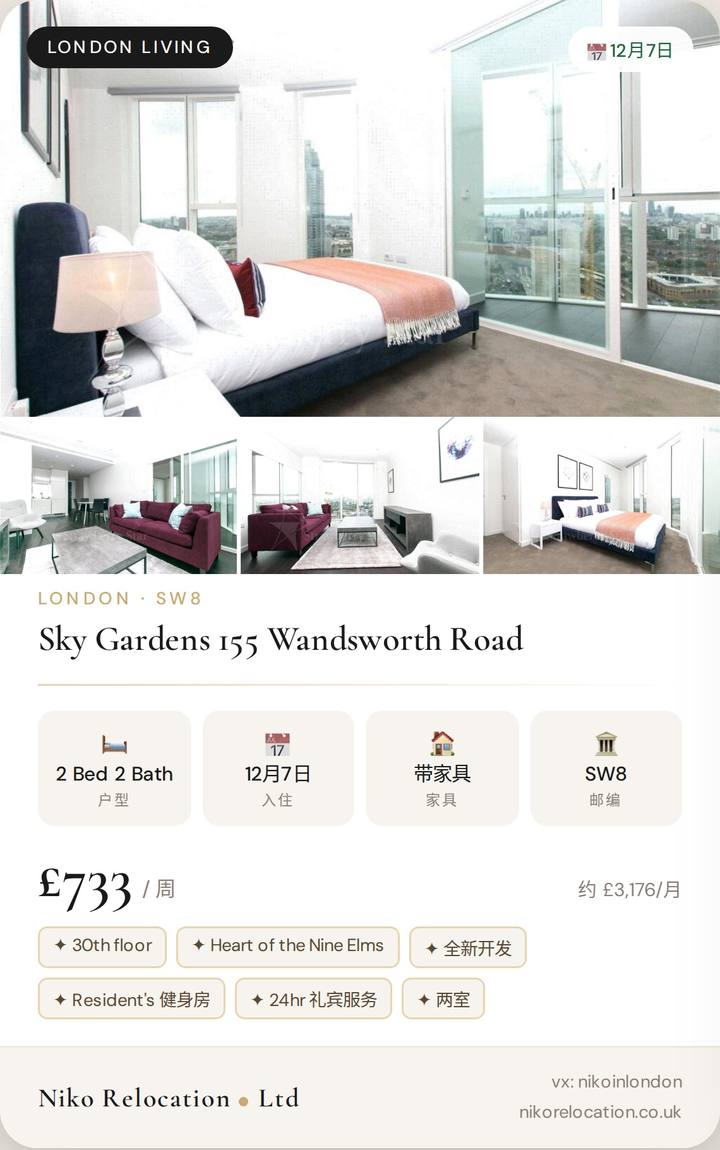 LONDON LIVING
12月7日
LONDON · SW8
Sky Gardens 155 Wandsworth Road
17
2 Bed 2 Bath
户型
12月7日
入住
带家具
家具
SW8
邮编
£733 / 周
约 £3,176/月
✦ 30th floor
✦ Heart of the Nine Elms
✦ 全新开发
✦ Resident's 健身房
✦ 24hr 礼宾服务
✦ 两室
Niko Relocation • Ltd
vx: nikoinlondon
nikorelocation.co.uk